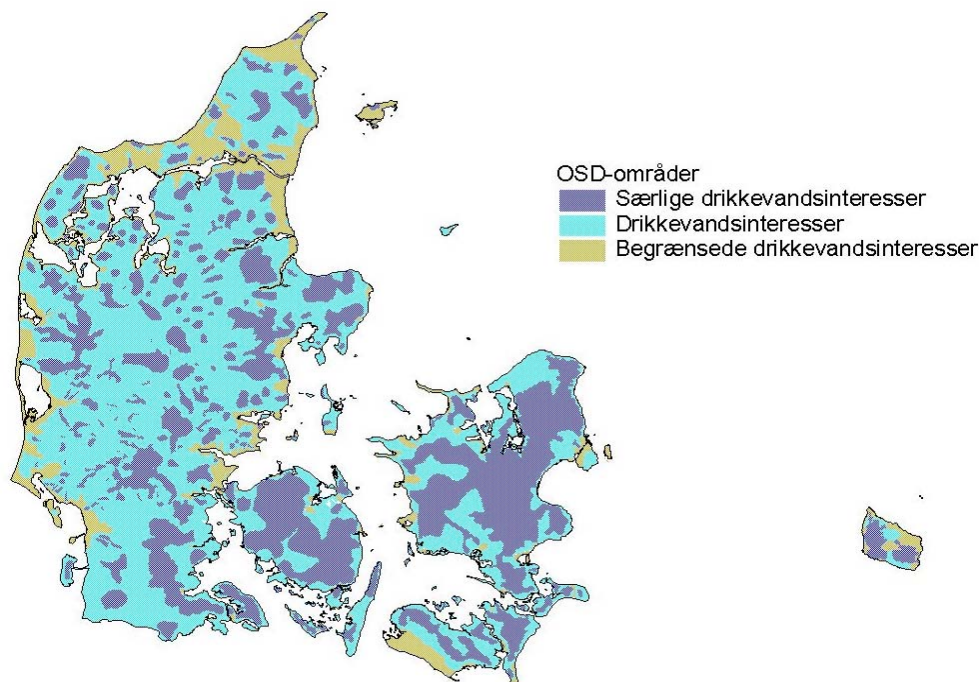 OSD-områder
Særlige drikkevandsinteresser
Drikkevandsinteresser
Begrænsede drikkevandsinteresser